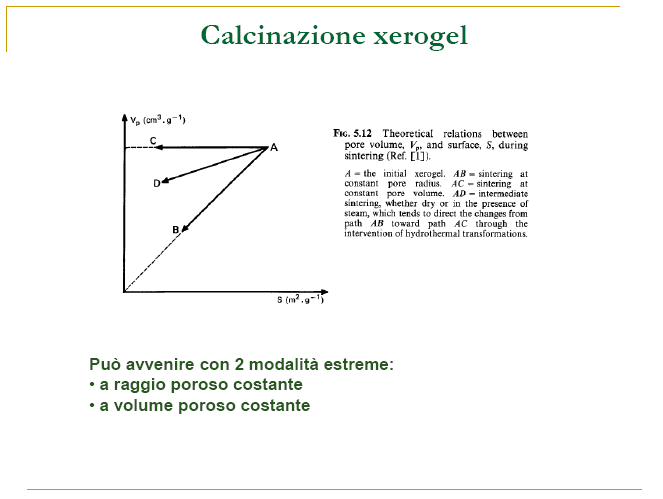 Calcinazione xerogel
Vp (cm³.g⁻¹)
C
A
D
B
S (m².g⁻¹)
FIG. 5.12 Theoretical relations between
pore volume, Vp, and surface, S, during
sintering (Ref. [1]).
A = the initial xerogel. AB = sintering at
constant pore radius. AC = sintering at
constant pore volume. AD = intermediate
sintering, whether dry or in the presence of
steam, which tends to direct the changes from
path AB toward path AC through the
intervention of hydrothermal transformations.
Può avvenire con 2 modalità estreme:
• a raggio poroso costante
• a volume poroso costante